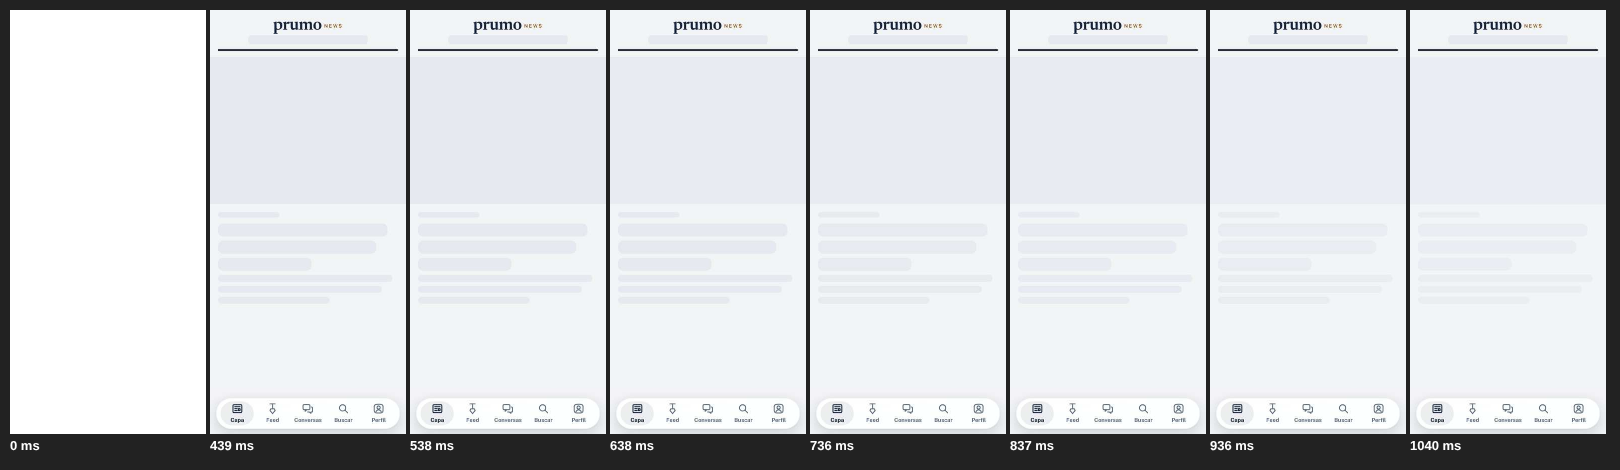 prumo NEWS
Capa Feed Conversas Buscar Perfil
prumo NEWS
Capa Feed Conversas Buscar Perfil
prumo NEWS
Capa Feed Conversas Buscar Perfil
prumo NEWS
Capa Feed Conversas Buscar Perfil
prumo NEWS
Capa Feed Conversas Buscar Perfil
prumo NEWS
Capa Feed Conversas Buscar Perfil
prumo NEWS
Capa Feed Conversas Buscar Perfil
0 ms
439 ms
538 ms
638 ms
736 ms
837 ms
936 ms
1040 ms